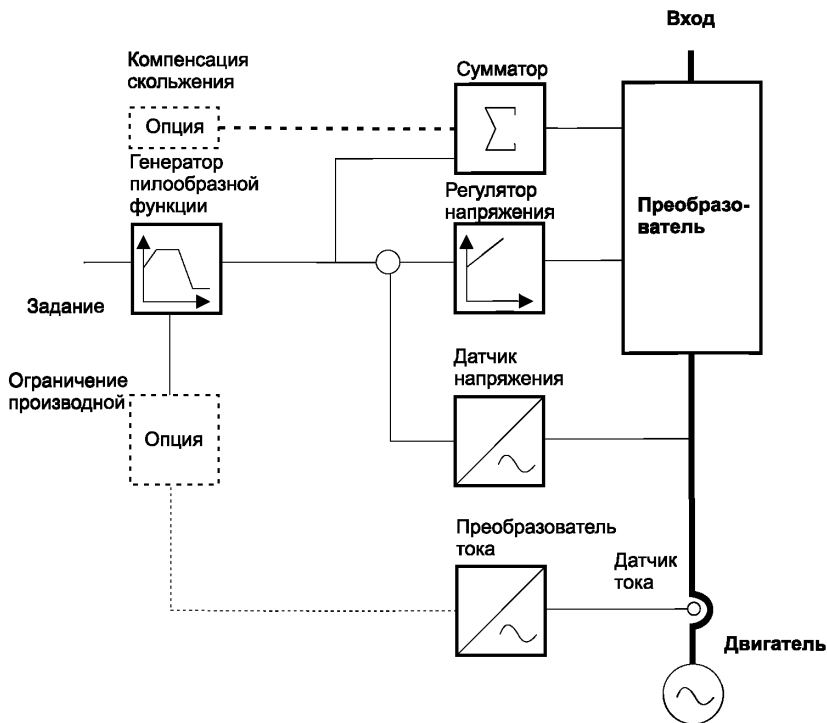 Вход
Компенсация
скольжения
Сумматор
Опция
Σ
Генератор
пилообразной
функции
Регулятор
напряжения
Преобразо-
ватель
Задание
Датчик
напряжения
Ограничение
производной
Опция
Преобразователь
тока
Датчик
тока
Двигатель